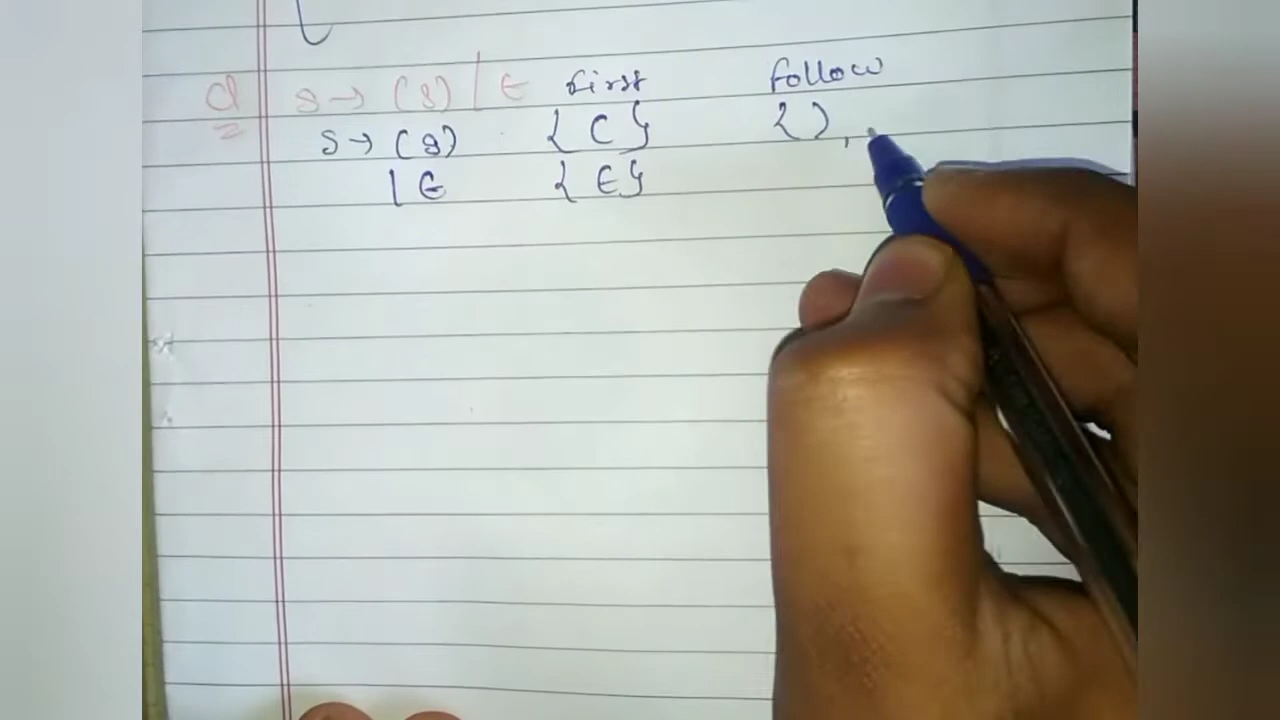 Q S → (S) | ε First Follow
S → (S) { ( } { ) ,
| ε { ε }